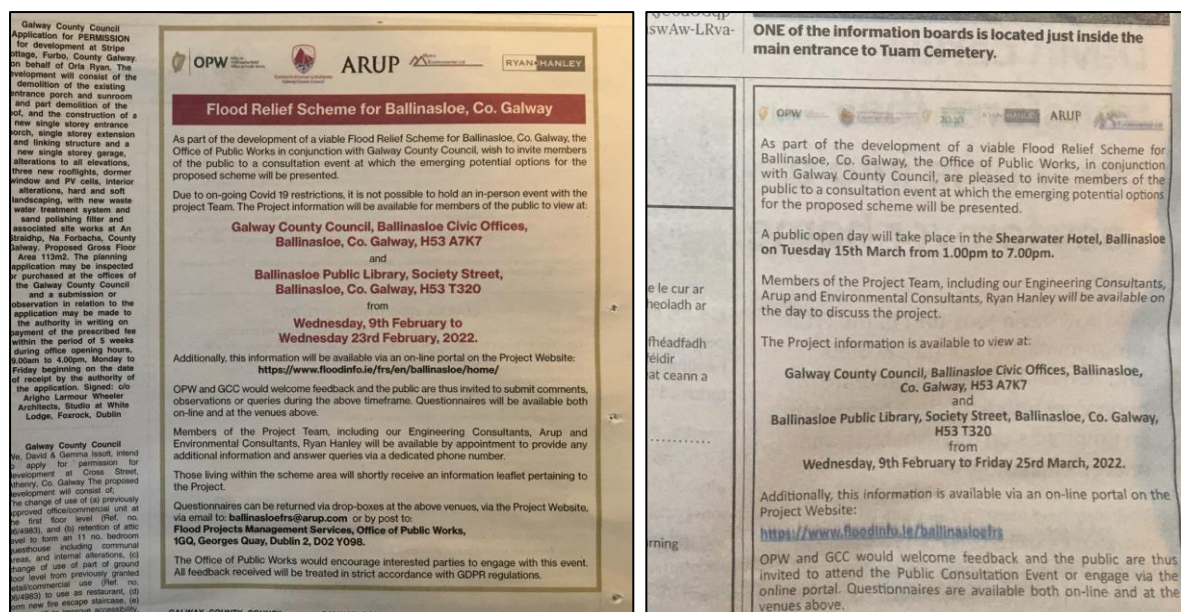 Galway County Council
Application for PERMISSION
for development at Stripe
ottage, Furbo, County Galway.
on behalf of Orla Ryan. The
evelopment will consist of the
demolition of the existing
entrance porch and sunroom
and part demolition of the
oof, and the construction of a
new single storey entrance
orch, single storey extension
and linking structure and a
new single storey garage,
alterations to all elevations,
three new rooflights, dormer
window and PV cells, interior
alterations, hard and soft
landscaping, with new waste
water treatment system and
sand polishing filter and
associated site works at An
Straidhp, Na Forbacha, County
Galway. Proposed Gross Floor
Area 113m2. The planning
application may be inspected
or purchased at the offices of
the Galway County Council
and a submission or
observation in relation to the
application may be made to
the authority in writing on
payment of the prescribed fee
within the period of 5 weeks
during office opening hours,
9.00am to 4.00pm, Monday to
Friday beginning on the date
of receipt by the authority of
the application. Signed: c/o
Arigho Larmour Wheeler
Architects, Studio at White
Lodge, Foxrock, Dublin
Galway County Council
We, David & Gemma Issott, intend
to apply for permission for
development at Cross Street,
Athenry, Co. Galway The proposed
development will consist of;
The change of use of (a) previously
approved office/commercial unit at
the first floor level (Ref. no.
06/4983), and (b) retention of attic
level to form an 11 no. bedroom
guesthouse including communal
areas, and internal alterations, (c)
change of use of part of ground
floor level from previously granted
retail/commercial use (Ref. no.
06/4983) to use as restaurant, (d)
form new fire escape staircase, (e)
OPW
ARUP
RYAN HANLEY
Flood Relief Scheme for Ballinasloe, Co. Galway
As part of the development of a viable Flood Relief Scheme for Ballinasloe, Co. Galway, the
Office of Public Works in conjunction with Galway County Council, wish to invite members
of the public to a consultation event at which the emerging potential options for the proposed
scheme will be presented.
Due to on-going Covid 19 restrictions, it is not possible to hold an in-person event with the
project Team. The Project information will be available for members of the public to view at:
Galway County Council, Ballinasloe Civic Offices,
Ballinasloe, Co. Galway, H53 A7K7
and
Ballinasloe Public Library, Society Street,
Ballinasloe, Co. Galway, H53 T320
from
Wednesday, 9th February to
Wednesday 23rd February, 2022.
Additionally, this information will be available via an on-line portal on the Project Website:
https://www.floodinfo.ie/frs/en/ballinasloe/home/
OPW and GCC would welcome feedback and the public are thus invited to submit comments,
observations or queries during the above timeframe. Questionnaires will be available both
on-line and at the venues above.
Members of the Project Team, including our Engineering Consultants, Arup and
Environmental Consultants, Ryan Hanley will be available by appointment to provide any
additional information and answer queries via a dedicated phone number.
Those living within the scheme area will shortly receive an information leaflet pertaining to
the Project.
Questionnaires can be returned via drop-boxes at the above venues, via the Project Website,
via email to: ballinasloefrs@arup.com or by post to:
Flood Projects Management Services, Office of Public Works,
1GQ, Georges Quay, Dublin 2, D02 Y098.
The Office of Public Works would encourage interested parties to engage with this event.
All feedback received will be treated in strict accordance with GDPR regulations.
swAw-LRva-
ONE of the information boards is located just inside the
main entrance to Tuam Cemetery.
e le cur ar
heoladh ar
fhéadfadh
féidir
at ceann a
rning
OPW
ARUP
As part of the development of a viable Flood Relief Scheme for
Ballinasloe, Co. Galway, the Office of Public Works, in conjunction
with Galway County Council, are pleased to invite members of the
public to a consultation event at which the emerging potential options
for the proposed scheme will be presented.
A public open day will take place in the Shearwater Hotel, Ballinasloe
on Tuesday 15th March from 1.00pm to 7.00pm.
Members of the Project Team, including our Engineering Consultants,
Arup and Environmental Consultants, Ryan Hanley will be available on
the day to discuss the project.
The Project information is available to view at:
Galway County Council, Ballinasloe Civic Offices, Ballinasloe,
Co. Galway, H53 A7K7
and
Ballinasloe Public Library, Society Street, Ballinasloe, Co. Galway,
H53 T320
from
Wednesday, 9th February to Friday 25rd March, 2022.
Additionally, this information is available via an on-line portal on the
Project Website:
https://www.floodinfo.ie/ballinasloefrs
OPW and GCC would welcome feedback and the public are thus
invited to attend the Public Consultation Event or engage via the
online portal. Questionnaires are available both on-line and at the
venues above.